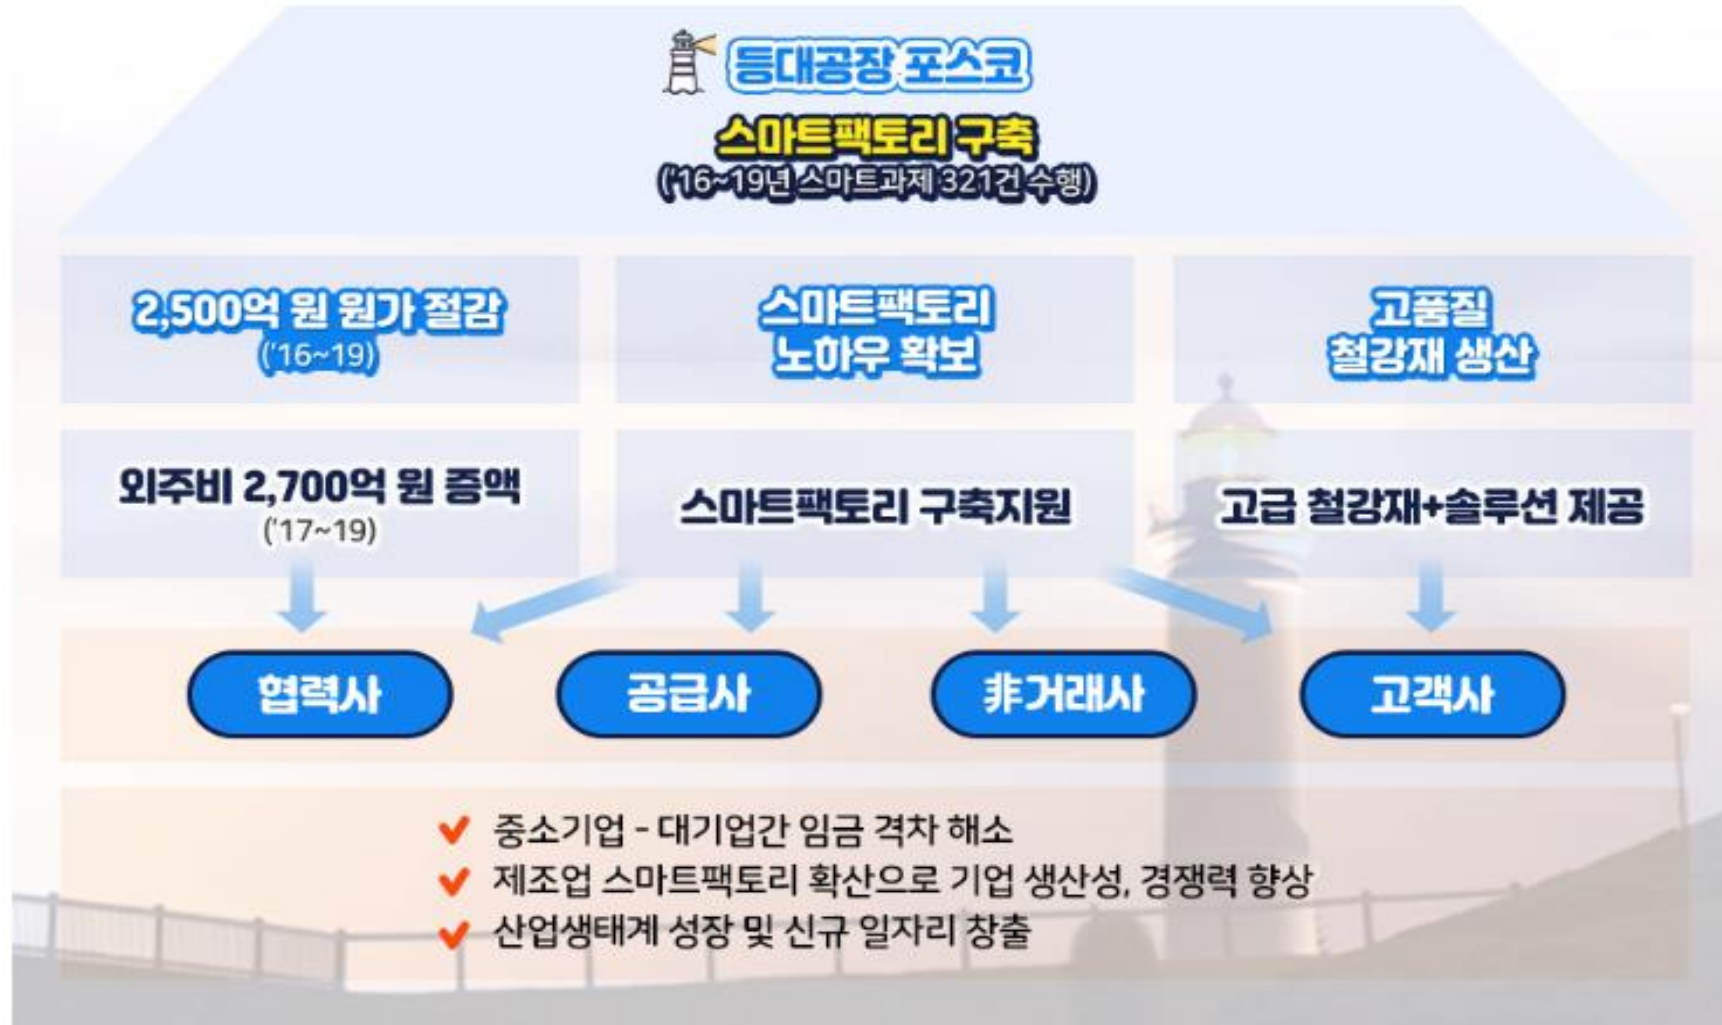 등대공장 포스코
스마트팩토리 구축
('16~19년 스마트과제 321건 수행)
2,500억 원 원가 절감
('16~19)
스마트팩토리
노하우 확보
고품질
철강재 생산
외주비 2,700억 원 증액
('17~19)
스마트팩토리 구축지원
고급 철강재+솔루션 제공
협력사
공급사
非거래사
고객사
중소기업 - 대기업간 임금 격차 해소
제조업 스마트팩토리 확산으로 기업 생산성, 경쟁력 향상
산업생태계 성장 및 신규 일자리 창출